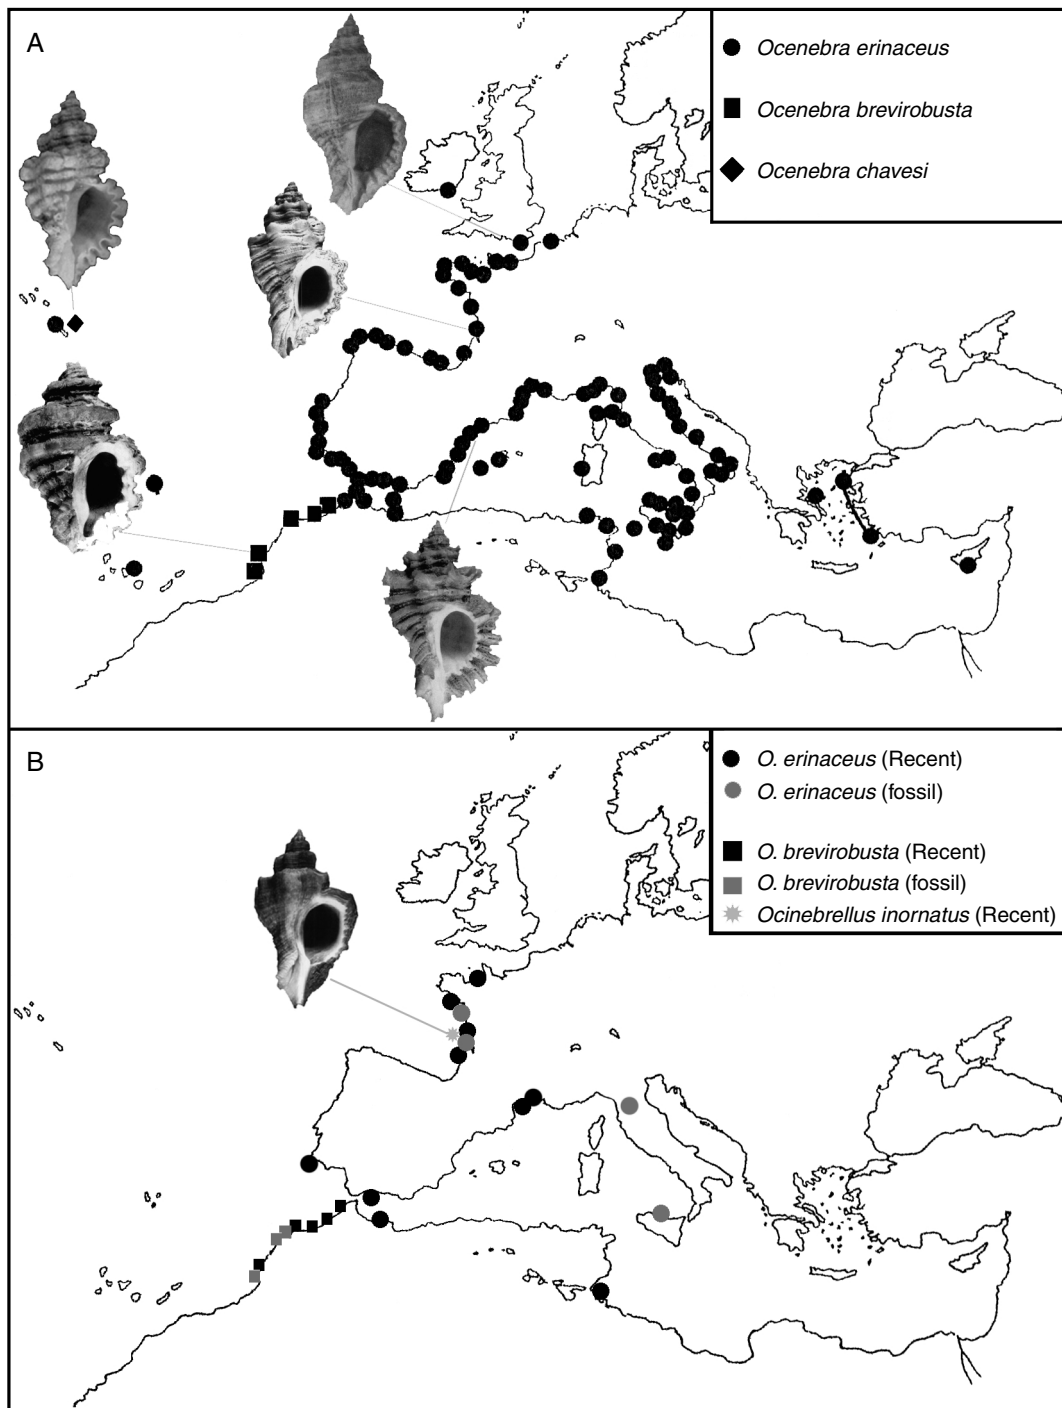 A
Ocenebra erinaceus
Ocenebra brevirobusta
Ocenebra chavesi
B
O. erinaceus (Recent)
O. erinaceus (fossil)
O. brevirobusta (Recent)
O. brevirobusta (fossil)
Ocinebrellus inornatus (Recent)